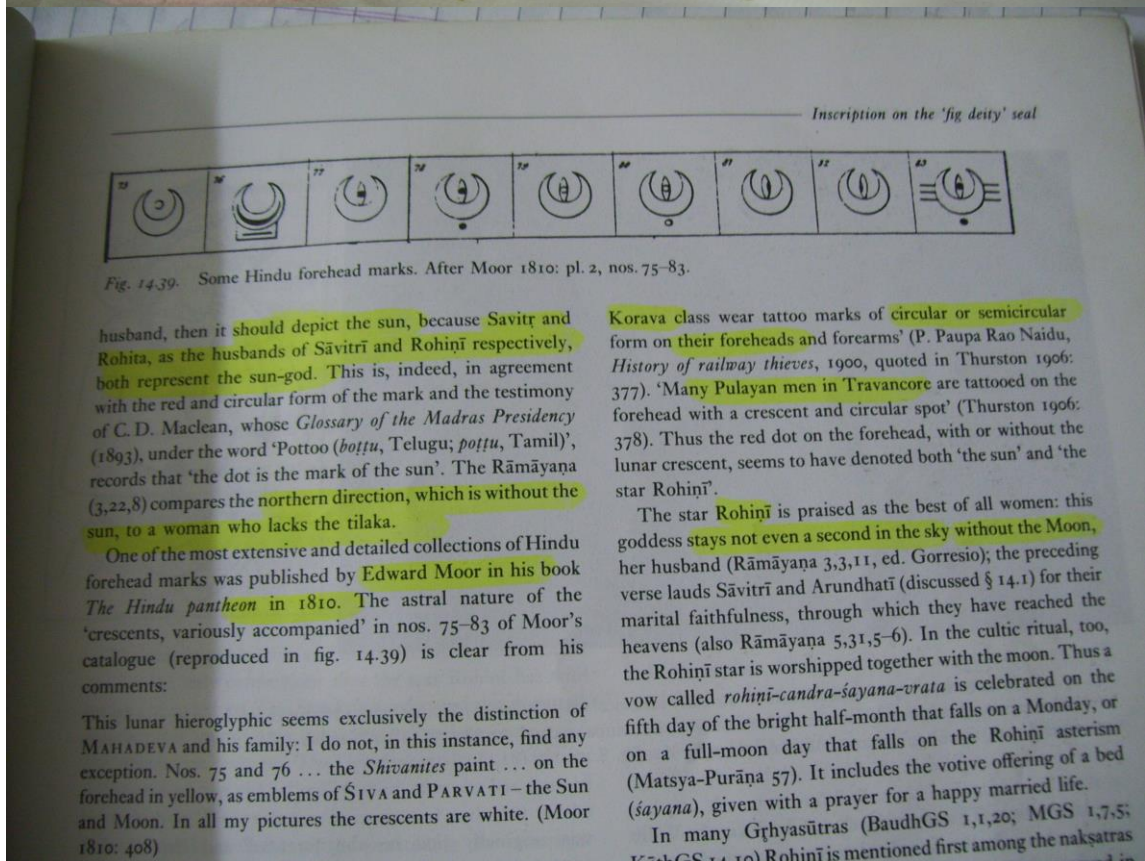 Inscription on the 'fig deity' seal
75 76 77 78 79 80 81 82 83
Fig. 14.39. Some Hindu forehead marks. After Moor 1810: pl. 2, nos. 75–83.
husband, then it should depict the sun, because Savitṛ and
Rohita, as the husbands of Sāvitrī and Rohiṇī respectively,
both represent the sun-god. This is, indeed, in agreement
with the red and circular form of the mark and the testimony
of C. D. Maclean, whose Glossary of the Madras Presidency
(1893), under the word 'Pottoo (boṭṭu, Telugu; poṭṭu, Tamil)',
records that 'the dot is the mark of the sun'. The Rāmāyaṇa
(3,22,8) compares the northern direction, which is without the
sun, to a woman who lacks the tilaka.
One of the most extensive and detailed collections of Hindu
forehead marks was published by Edward Moor in his book
The Hindu pantheon in 1810. The astral nature of the
'crescents, variously accompanied' in nos. 75–83 of Moor's
catalogue (reproduced in fig. 14.39) is clear from his
comments:
This lunar hieroglyphic seems exclusively the distinction of
MAHADEVA and his family: I do not, in this instance, find any
exception. Nos. 75 and 76 ... the Shivanites paint ... on the
forehead in yellow, as emblems of ŚIVA and PARVATI – the Sun
and Moon. In all my pictures the crescents are white. (Moor
1810: 408)
Korava class wear tattoo marks of circular or semicircular
form on their foreheads and forearms' (P. Paupa Rao Naidu,
History of railway thieves, 1900, quoted in Thurston 1906:
377). 'Many Pulayan men in Travancore are tattooed on the
forehead with a crescent and circular spot' (Thurston 1906:
378). Thus the red dot on the forehead, with or without the
lunar crescent, seems to have denoted both 'the sun' and 'the
star Rohiṇī'.
The star Rohiṇī is praised as the best of all women: this
goddess stays not even a second in the sky without the Moon,
her husband (Rāmāyaṇa 3,3,11, ed. Gorresio); the preceding
verse lauds Sāvitrī and Arundhatī (discussed § 14.1) for their
marital faithfulness, through which they have reached the
heavens (also Rāmāyaṇa 5,31,5–6). In the cultic ritual, too,
the Rohiṇī star is worshipped together with the moon. Thus a
vow called rohiṇī-candra-śayana-vrata is celebrated on the
fifth day of the bright half-month that falls on a Monday, or
on a full-moon day that falls on the Rohiṇī asterism
(Matsya-Purāṇa 57). It includes the votive offering of a bed
(śayana), given with a prayer for a happy married life.
In many Gṛhyasūtras (BaudhGS 1,1,20; MGS 1,7,5;
14,10) Rohiṇī is mentioned first among the nakṣatras